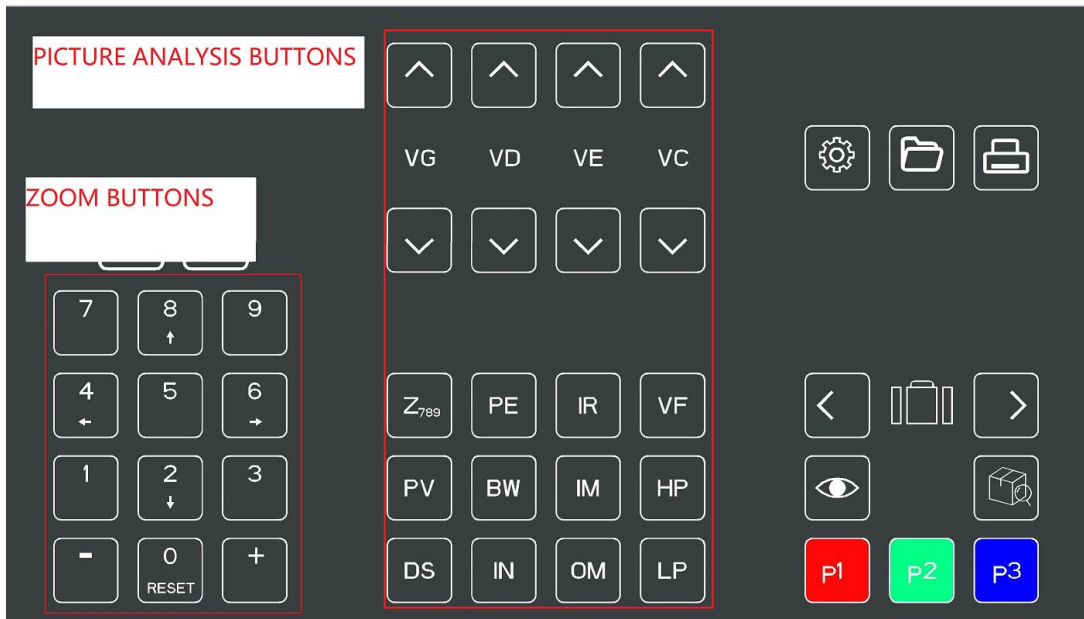 PICTURE ANALYSIS BUTTONS
VG VD VE VC
ZOOM BUTTONS
7 8 9
4 5 6
1 2 3
- 0 +
RESET
Z789 PE IR VF
PV BW IM HP
DS IN OM LP
P1 P2 P3